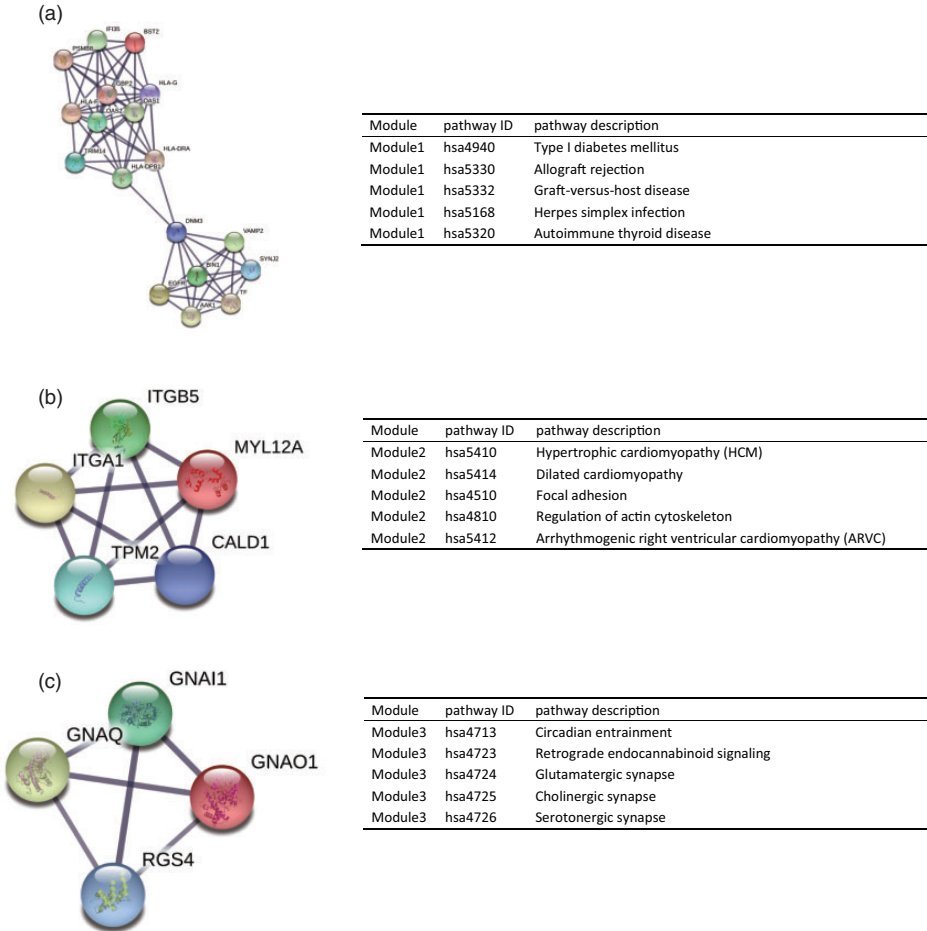 (a)
IFI35
BST2
PSMB8
GBP2
HLA-G
HLA-F
OAS1
OAS2
TRIM14
HLA-DRA
HLA-DPB1
DNM3
VAMP2
BIN1
SYNJ2
EGFR
TF
AAK1
Module pathway ID pathway description
Module1 hsa4940 Type I diabetes mellitus
Module1 hsa5330 Allograft rejection
Module1 hsa5332 Graft-versus-host disease
Module1 hsa5168 Herpes simplex infection
Module1 hsa5320 Autoimmune thyroid disease
(b)
ITGB5
ITGA1
MYL12A
TPM2
CALD1
Module pathway ID pathway description
Module2 hsa5410 Hypertrophic cardiomyopathy (HCM)
Module2 hsa5414 Dilated cardiomyopathy
Module2 hsa4510 Focal adhesion
Module2 hsa4810 Regulation of actin cytoskeleton
Module2 hsa5412 Arrhythmogenic right ventricular cardiomyopathy (ARVC)
(c)
GNAI1
GNAQ
GNAO1
RGS4
Module pathway ID pathway description
Module3 hsa4713 Circadian entrainment
Module3 hsa4723 Retrograde endocannabinoid signaling
Module3 hsa4724 Glutamatergic synapse
Module3 hsa4725 Cholinergic synapse
Module3 hsa4726 Serotonergic synapse